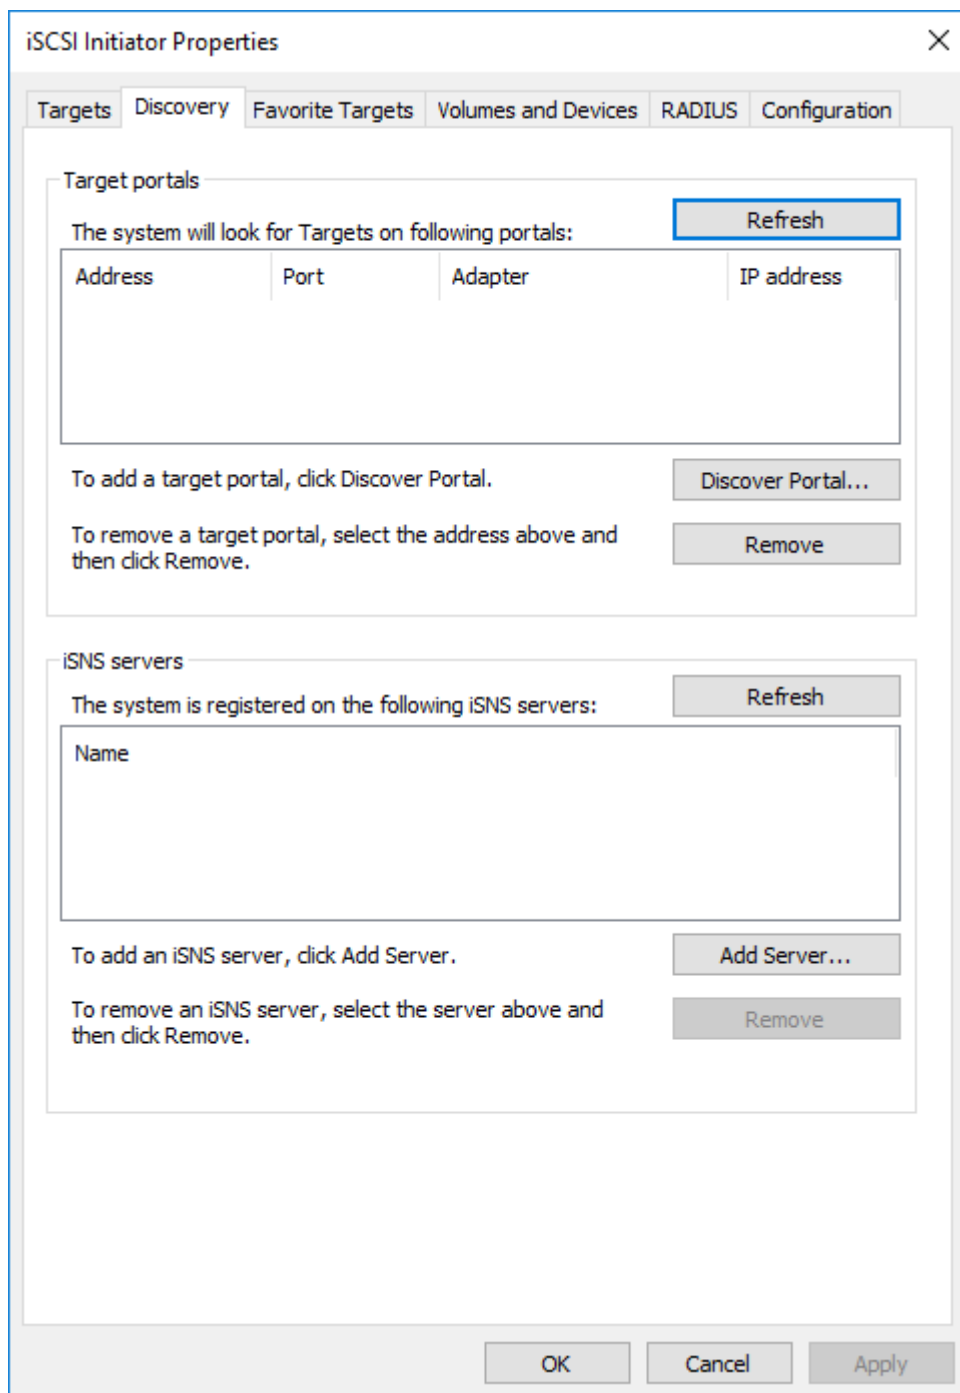 iSCSI Initiator Properties
Targets Discovery Favorite Targets Volumes and Devices RADIUS Configuration
Target portals
The system will look for Targets on following portals: Refresh
Address Port Adapter IP address
To add a target portal, click Discover Portal. Discover Portal...
To remove a target portal, select the address above and
then click Remove.
Remove
iSNS servers
The system is registered on the following iSNS servers: Refresh
Name
To add an iSNS server, click Add Server. Add Server...
To remove an iSNS server, select the server above and
then click Remove.
Remove
OK Cancel Apply